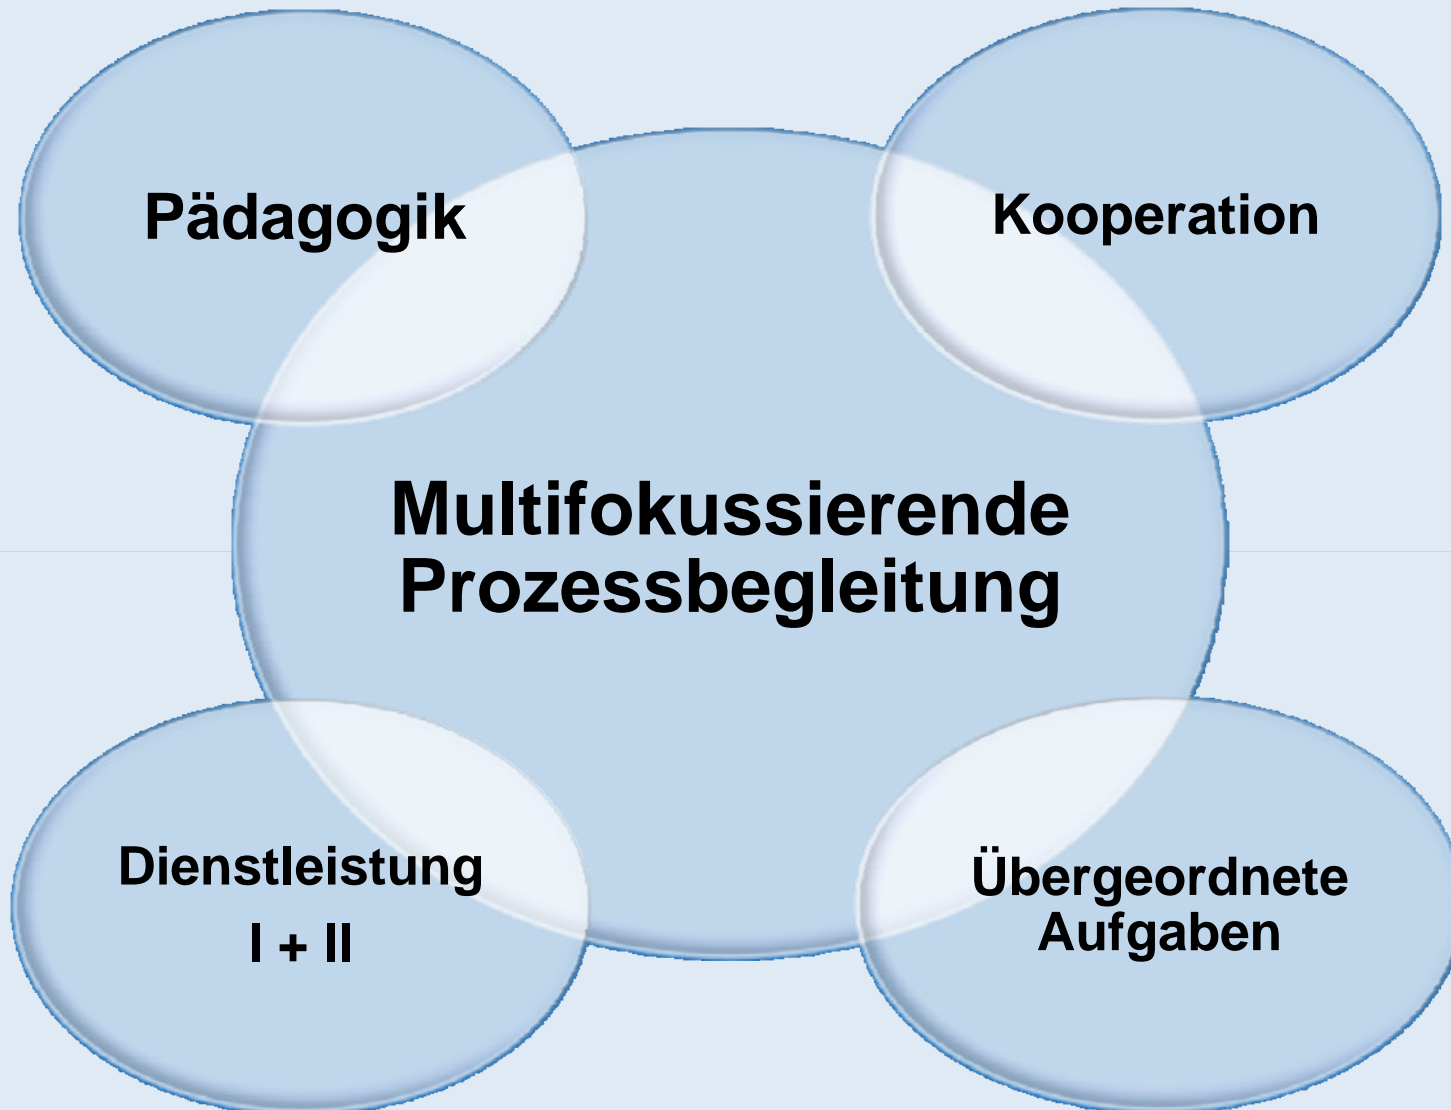 Pädagogik
Kooperation
Multifokussierende
Prozessbegleitung
Dienstleistung
I + II
Übergeordnete
Aufgaben